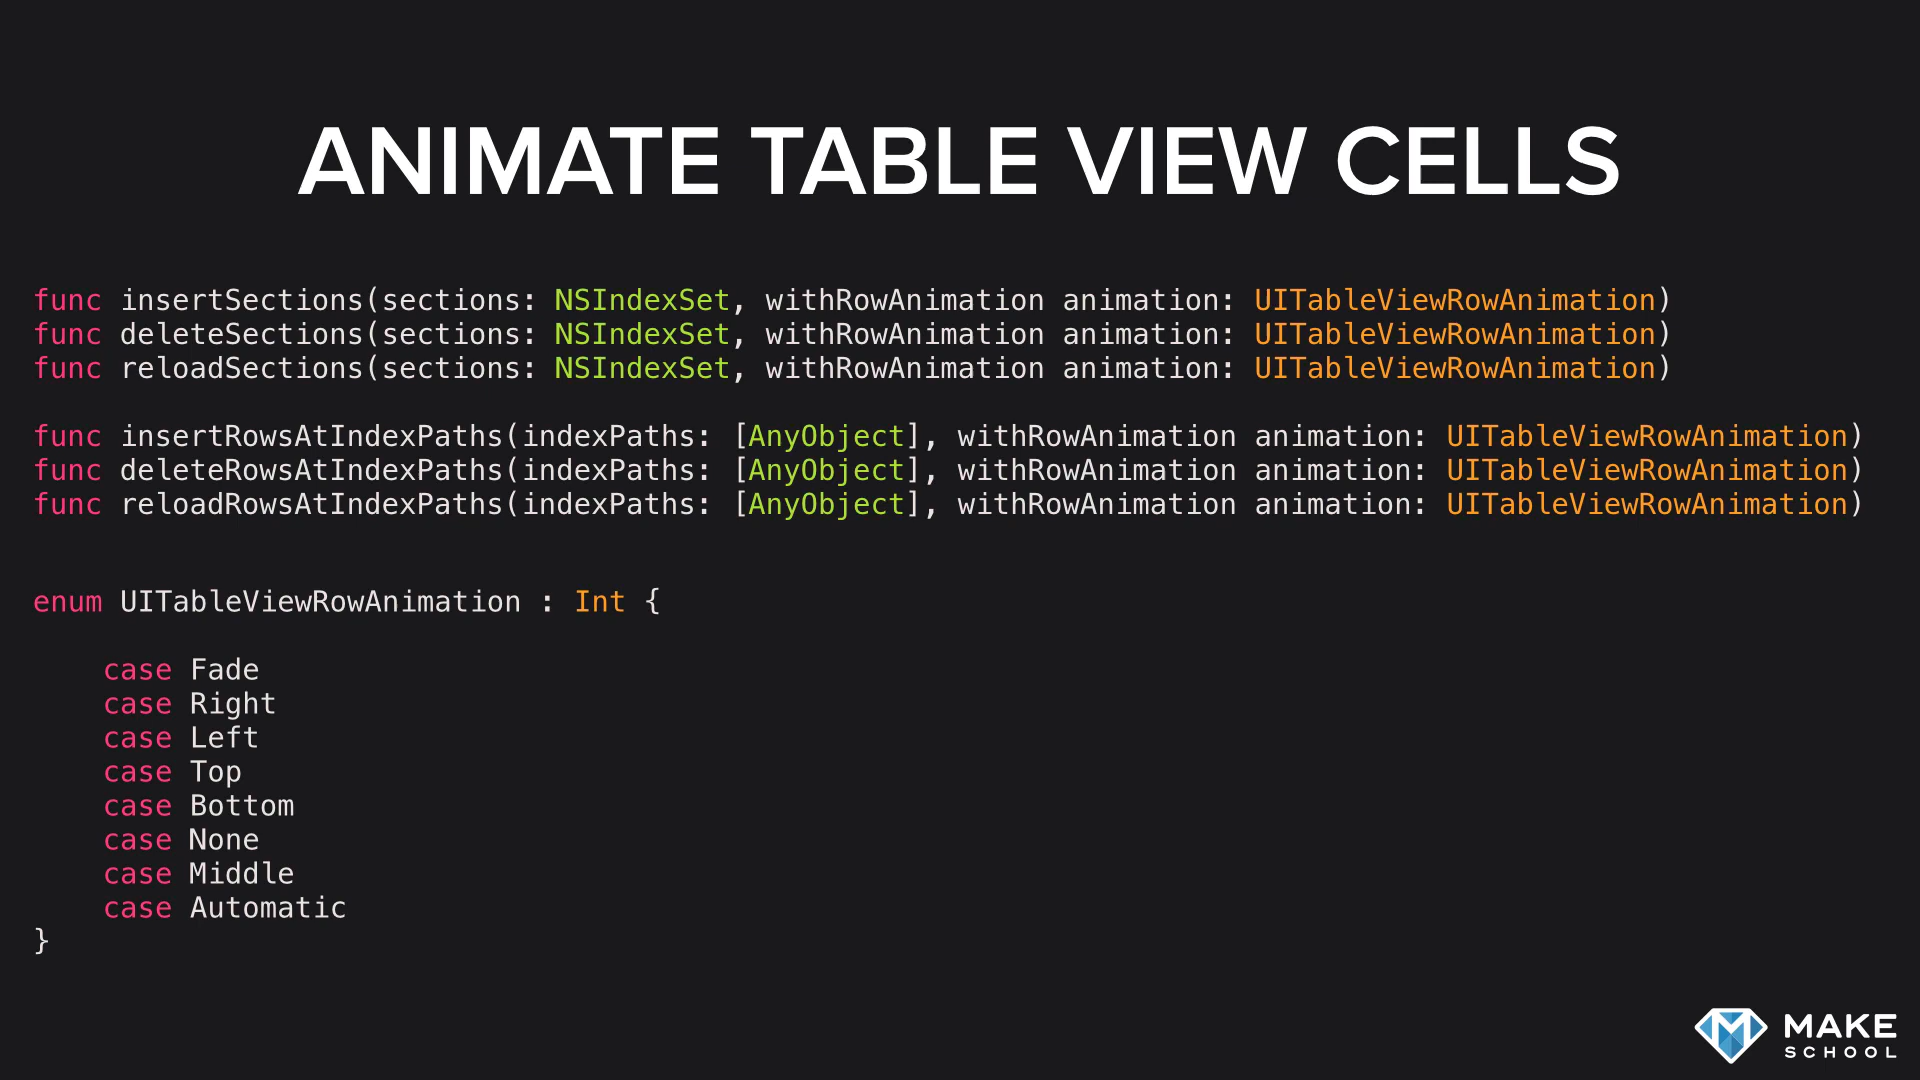 ANIMATE TABLE VIEW CELLS
func insertSections(sections: NSIndexSet, withRowAnimation animation: UITableViewRowAnimation)
func deleteSections(sections: NSIndexSet, withRowAnimation animation: UITableViewRowAnimation)
func reloadSections(sections: NSIndexSet, withRowAnimation animation: UITableViewRowAnimation)
func insertRowsAtIndexPaths(indexPaths: [AnyObject], withRowAnimation animation: UITableViewRowAnimation)
func deleteRowsAtIndexPaths(indexPaths: [AnyObject], withRowAnimation animation: UITableViewRowAnimation)
func reloadRowsAtIndexPaths(indexPaths: [AnyObject], withRowAnimation animation: UITableViewRowAnimation)
enum UITableViewRowAnimation : Int {
case Fade
case Right
case Left
case Top
case Bottom
case None
case Middle
case Automatic
}
MAKE
SCHOOL